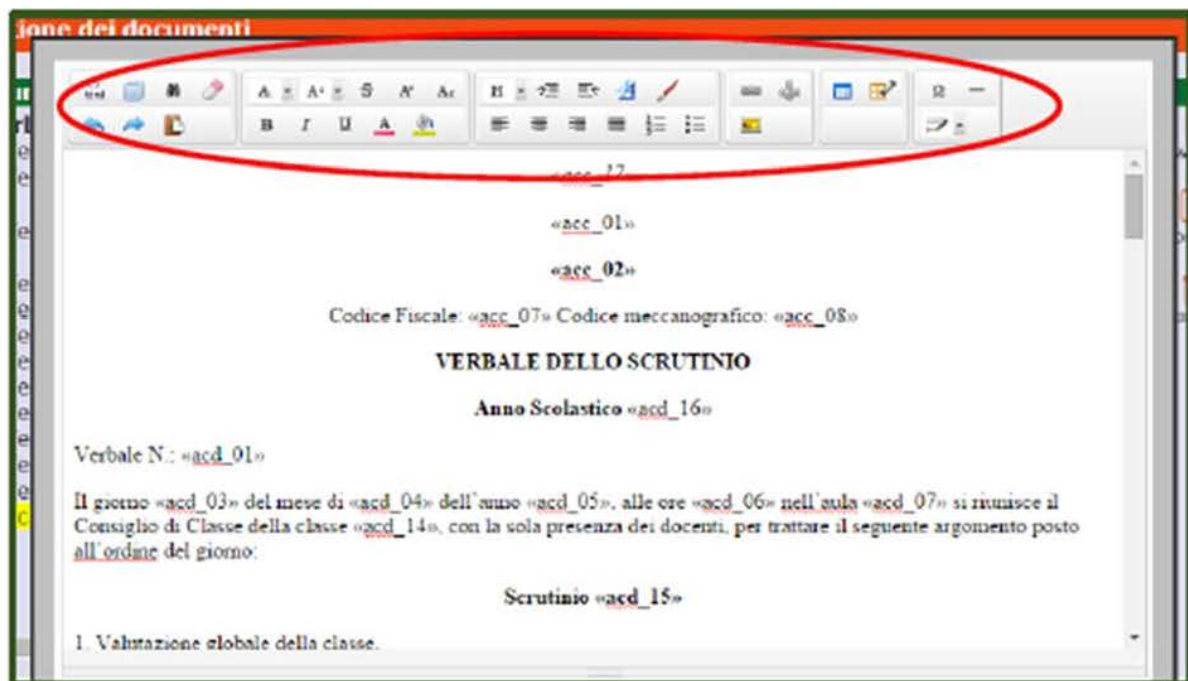 ione dei documenti
«acc_17»
«acc_01»
«acc_02»
Codice Fiscale: «acc_07» Codice meccanografico: «acc_08»
VERBALE DELLO SCRUTINIO
Anno Scolastico «acd_16»
Verbale N.: «acd_01»
Il giorno «acd_03» del mese di «acd_04» dell'anno «acd_05», alle ore «acd_06» nell'aula «acd_07» si riunisce il
Consiglio di Classe della classe «acd_14», con la sola presenza dei docenti, per trattare il seguente argomento posto
all'ordine del giorno:
Scrutinio «acd_15»
1. Valutazione globale della classe.